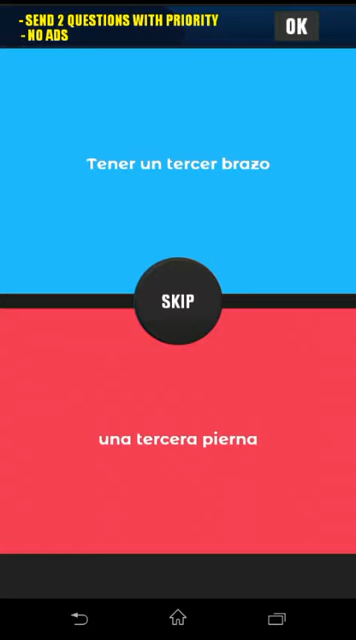 - SEND 2 QUESTIONS WITH PRIORITY
- NO ADS
OK
Tener un tercer brazo
SKIP
una tercera pierna